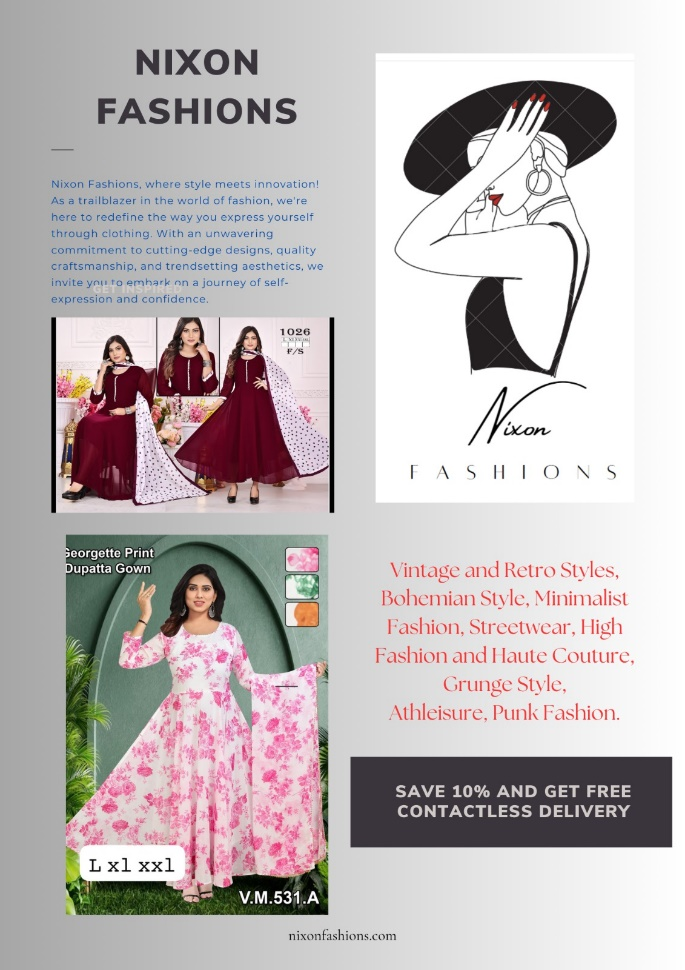 NIXON
FASHIONS
Nixon Fashions, where style meets innovation!
As a trailblazer in the world of fashion, we're
here to redefine the way you express yourself
through clothing. With an unwavering
commitment to cutting-edge designs, quality
craftsmanship, and trendsetting aesthetics, we
invite you to embark on a journey of self-
GET INSPIRED
expression and confidence.
1026
F/S
Nixon
FASHIONS
Georgette Print
Dupatta Gown
L xl xxl
V.M.531.A
Vintage and Retro Styles,
Bohemian Style, Minimalist
Fashion, Streetwear, High
Fashion and Haute Couture,
Grunge Style,
Athleisure, Punk Fashion.
SAVE 10% AND GET FREE
CONTACTLESS DELIVERY
nixonfashions.com